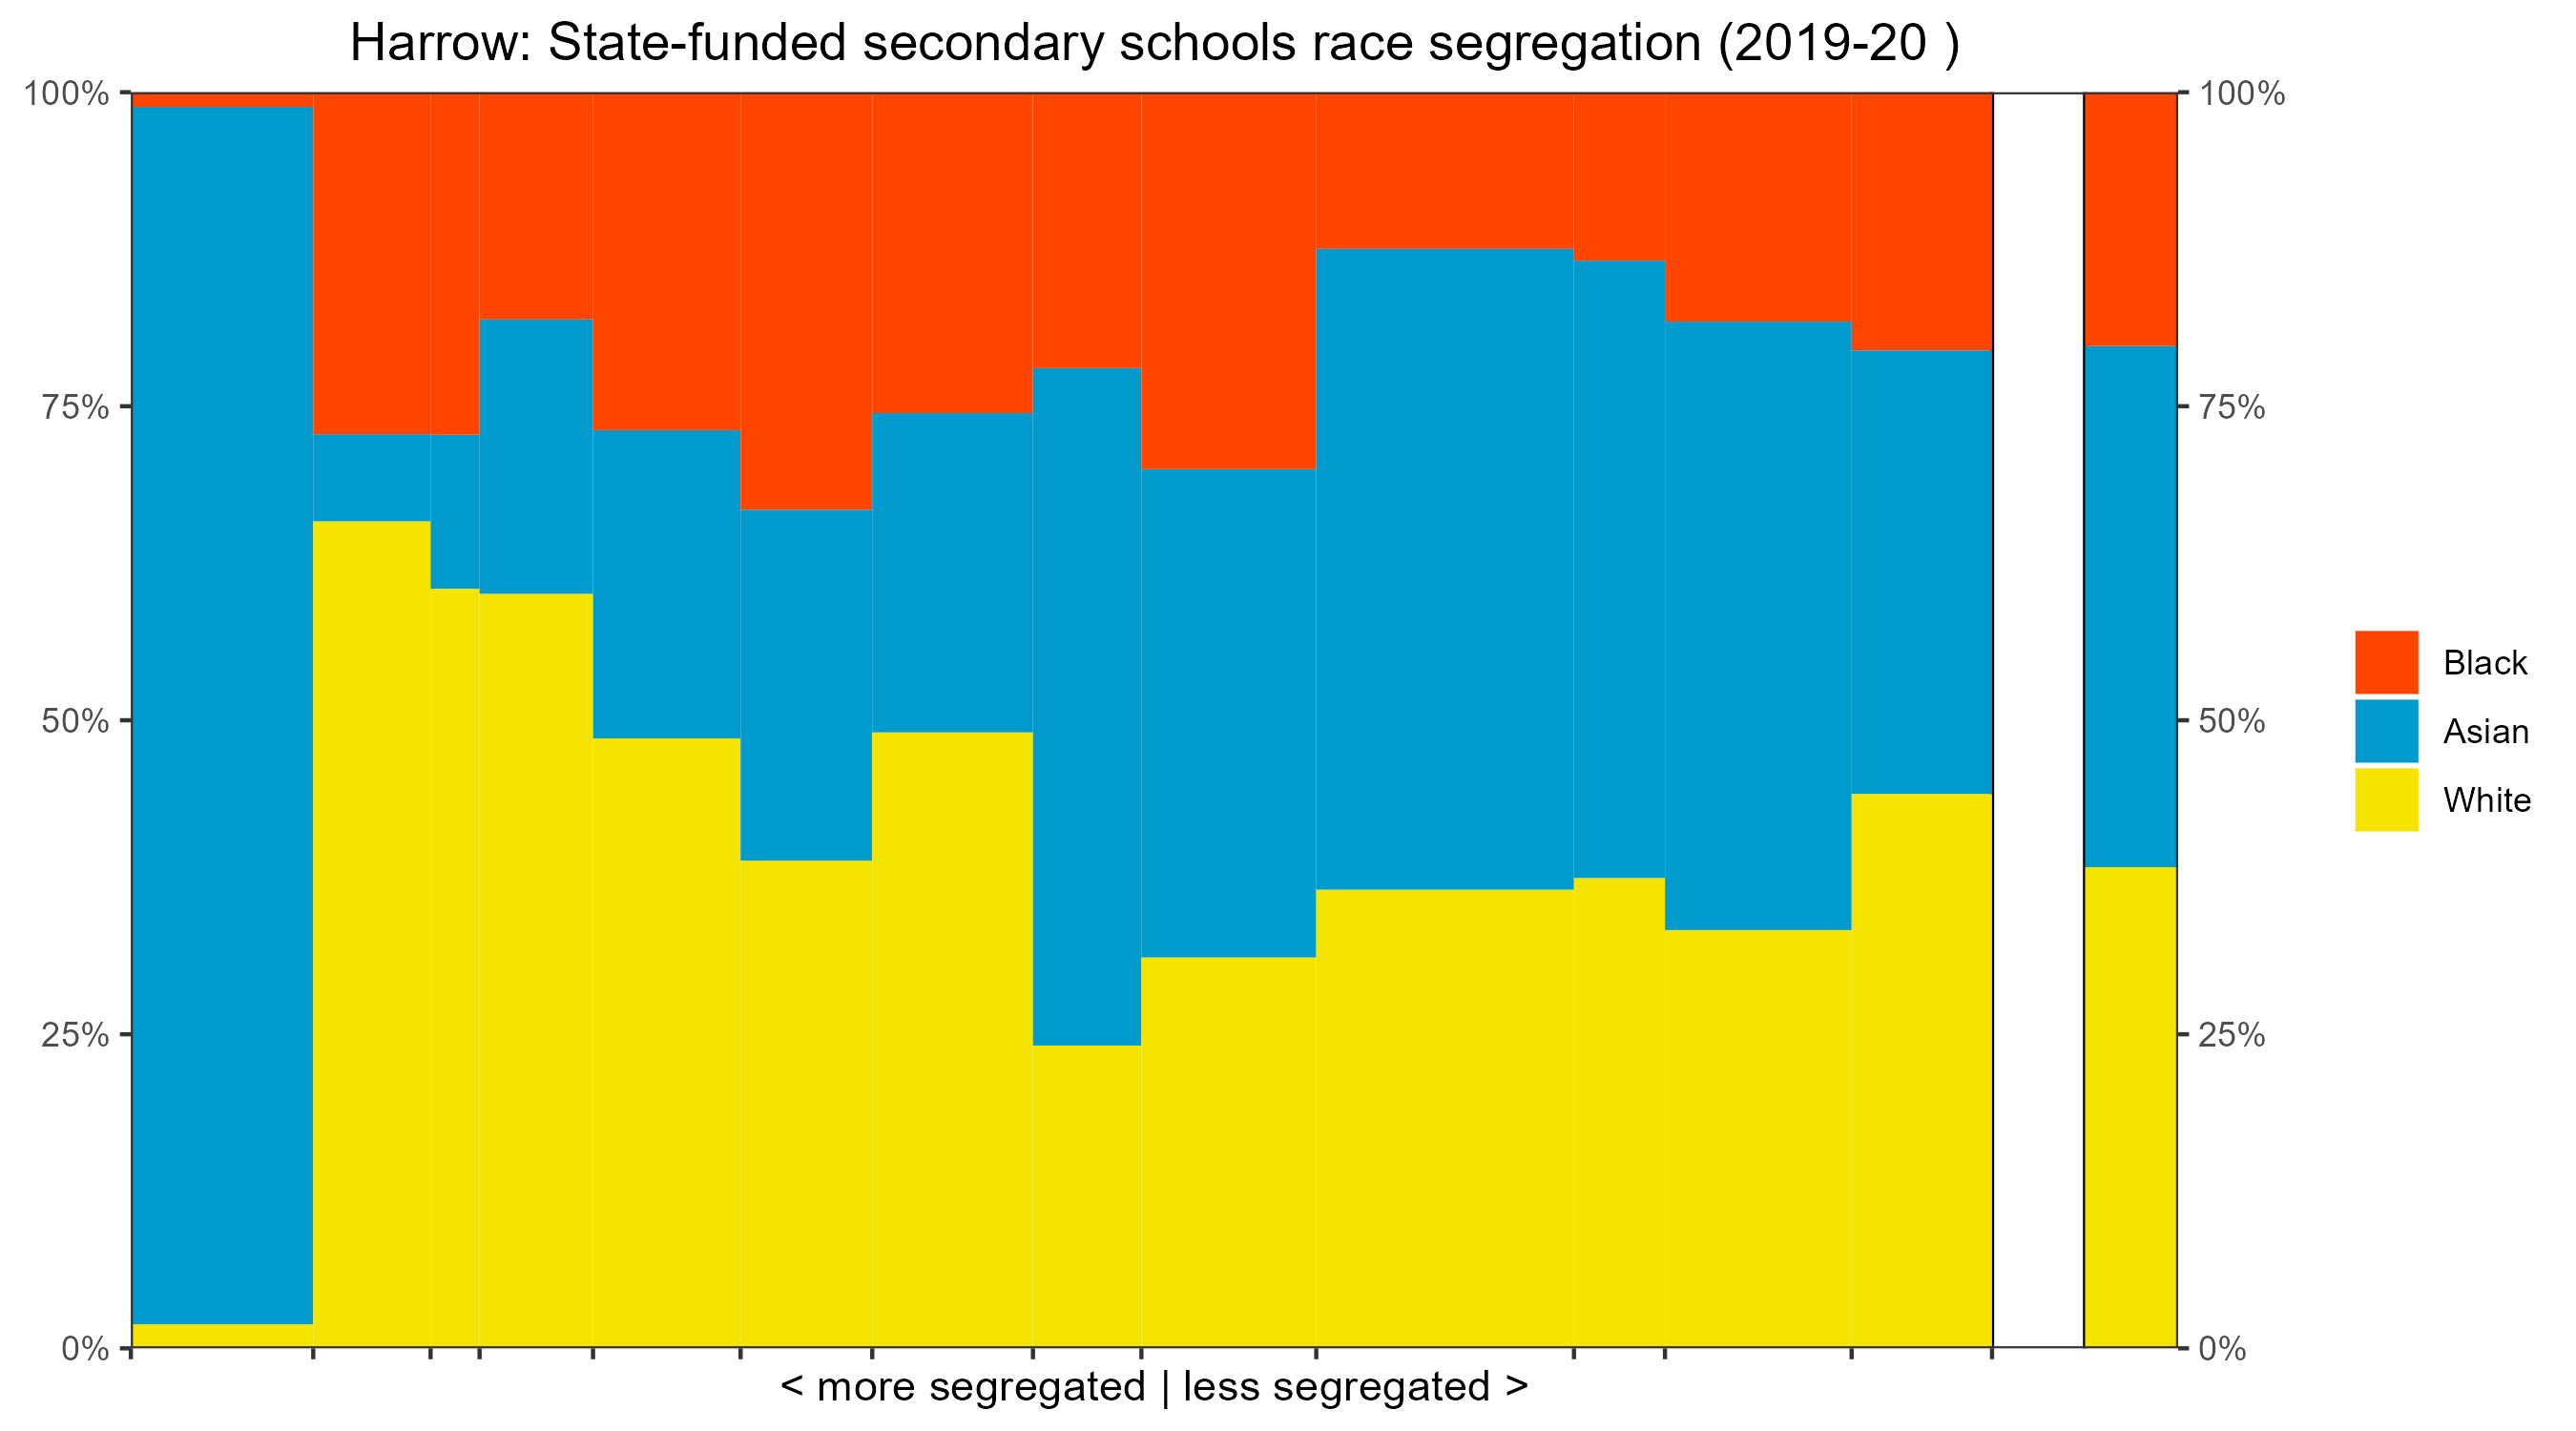 Harrow: State-funded secondary schools race segregation (2019-20 )
100%
75%
50%
25%
0%
100%
75%
50%
25%
0%
Black
Asian
White
< more segregated | less segregated >